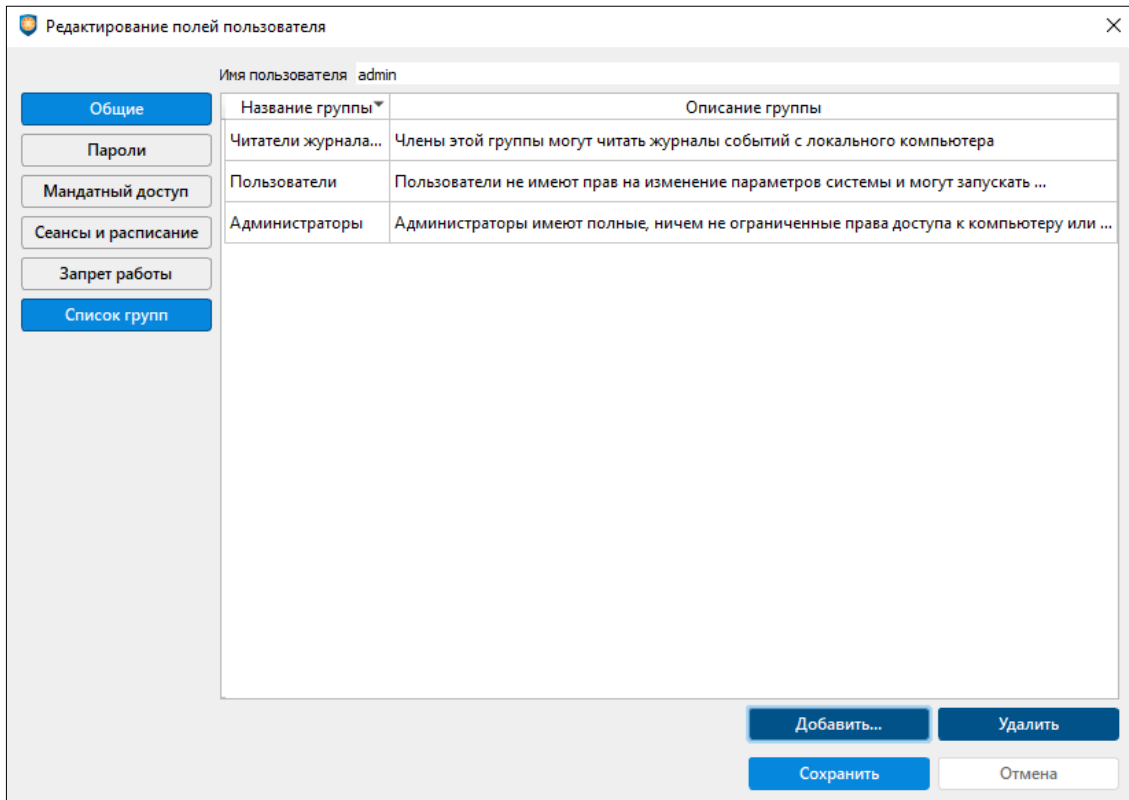 Редактирование полей пользователя
Имя пользователя admin
Общие
Пароли
Мандатный доступ
Сеансы и расписание
Запрет работы
Список групп
Название группы Описание группы
Читатели журнала... Члены этой группы могут читать журналы событий с локального компьютера
Пользователи Пользователи не имеют прав на изменение параметров системы и могут запускать ...
Администраторы Администраторы имеют полные, ничем не ограниченные права доступа к компьютеру или ...
Добавить... Удалить
Сохранить Отмена